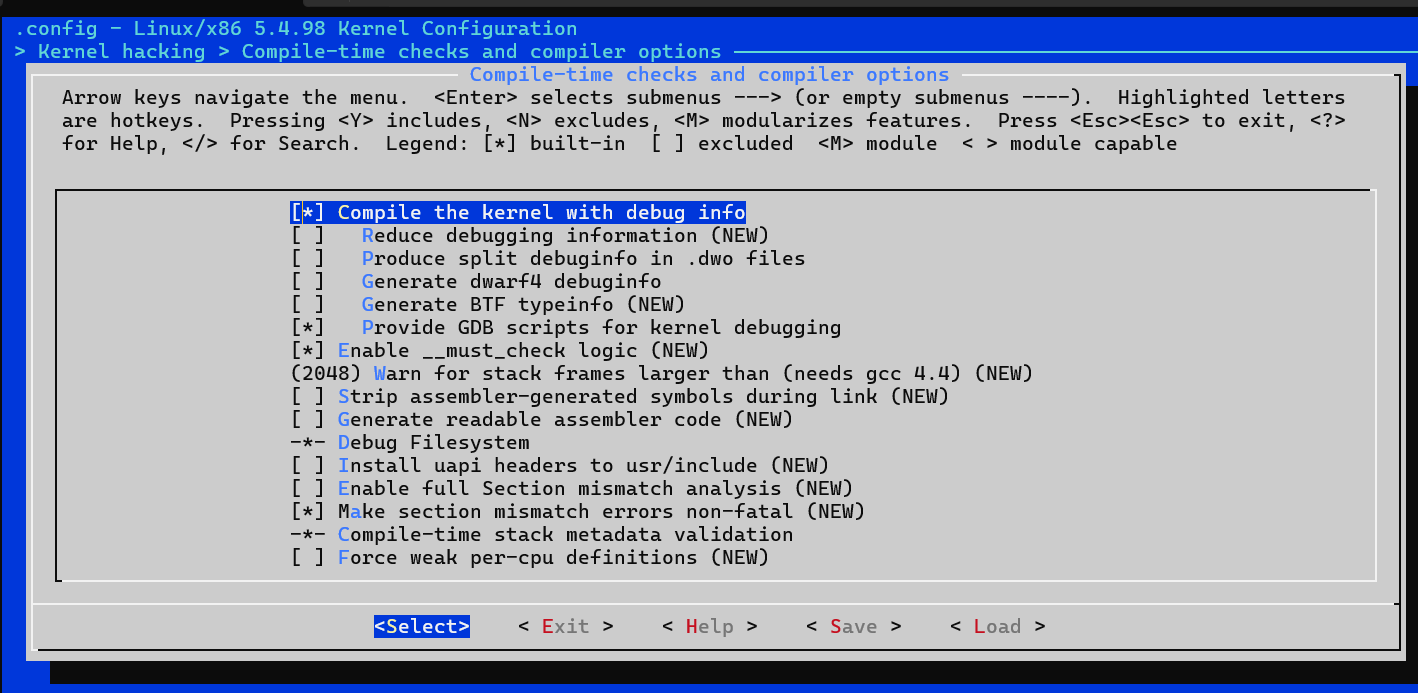 .config - Linux/x86 5.4.98 Kernel Configuration
> Kernel hacking > Compile-time checks and compiler options
Compile-time checks and compiler options
Arrow keys navigate the menu.  <Enter> selects submenus ---> (or empty submenus ----).  Highlighted letters
are hotkeys.  Pressing <Y> includes, <N> excludes, <M> modularizes features.  Press <Esc><Esc> to exit, <?>
for Help, </> for Search.  Legend: [*] built-in  [ ] excluded  <M> module  < > module capable
[*] Compile the kernel with debug info
[ ]   Reduce debugging information (NEW)
[ ]   Produce split debuginfo in .dwo files
[ ]   Generate dwarf4 debuginfo
[ ]   Generate BTF typeinfo (NEW)
[*]   Provide GDB scripts for kernel debugging
[*] Enable __must_check logic (NEW)
(2048) Warn for stack frames larger than (needs gcc 4.4) (NEW)
[ ] Strip assembler-generated symbols during link (NEW)
[ ] Generate readable assembler code (NEW)
-*- Debug Filesystem
[ ] Install uapi headers to usr/include (NEW)
[ ] Enable full Section mismatch analysis (NEW)
[*] Make section mismatch errors non-fatal (NEW)
-*- Compile-time stack metadata validation
[ ] Force weak per-cpu definitions (NEW)
<Select>    < Exit >    < Help >    < Save >    < Load >